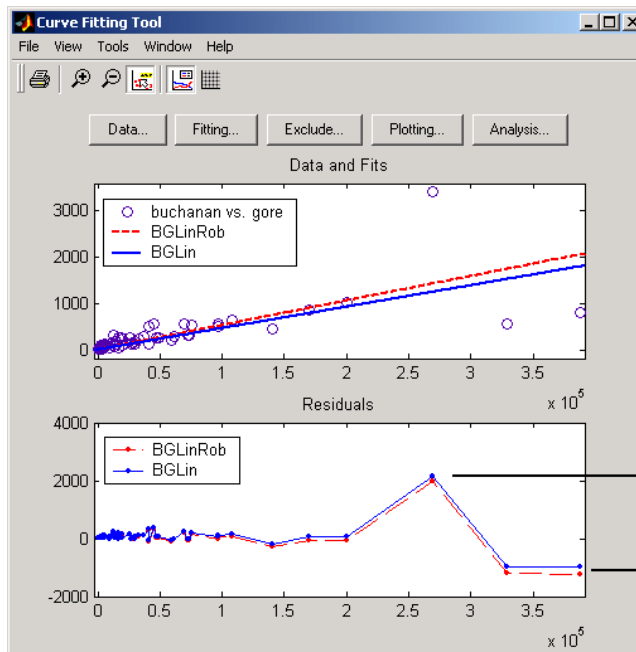 Curve Fitting Tool
File View Tools Window Help
Data... Fitting... Exclude... Plotting... Analysis...
Data and Fits
3000
2000
1000
0
buchanan vs. gore
BGLinRob
BGLin
0 0.5 1 1.5 2 2.5 3 3.5
x 10^5
Residuals
4000
2000
0
-2000
BGLinRob
BGLin
0 0.5 1 1.5 2 2.5 3 3.5
x 10^5